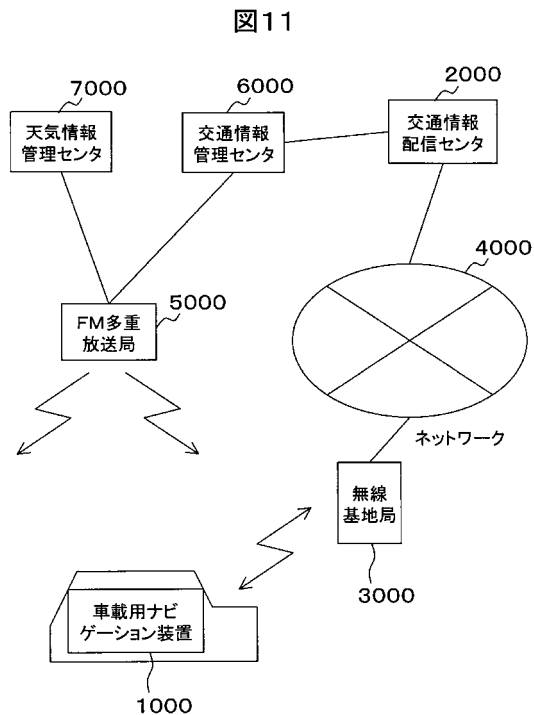 図11
7000
天気情報
管理センタ
6000
交通情報
管理センタ
2000
交通情報
配信センタ
4000
ネットワーク
5000
FM多重
放送局
無線
基地局
3000
車載用ナビ
ゲーション装置
1000